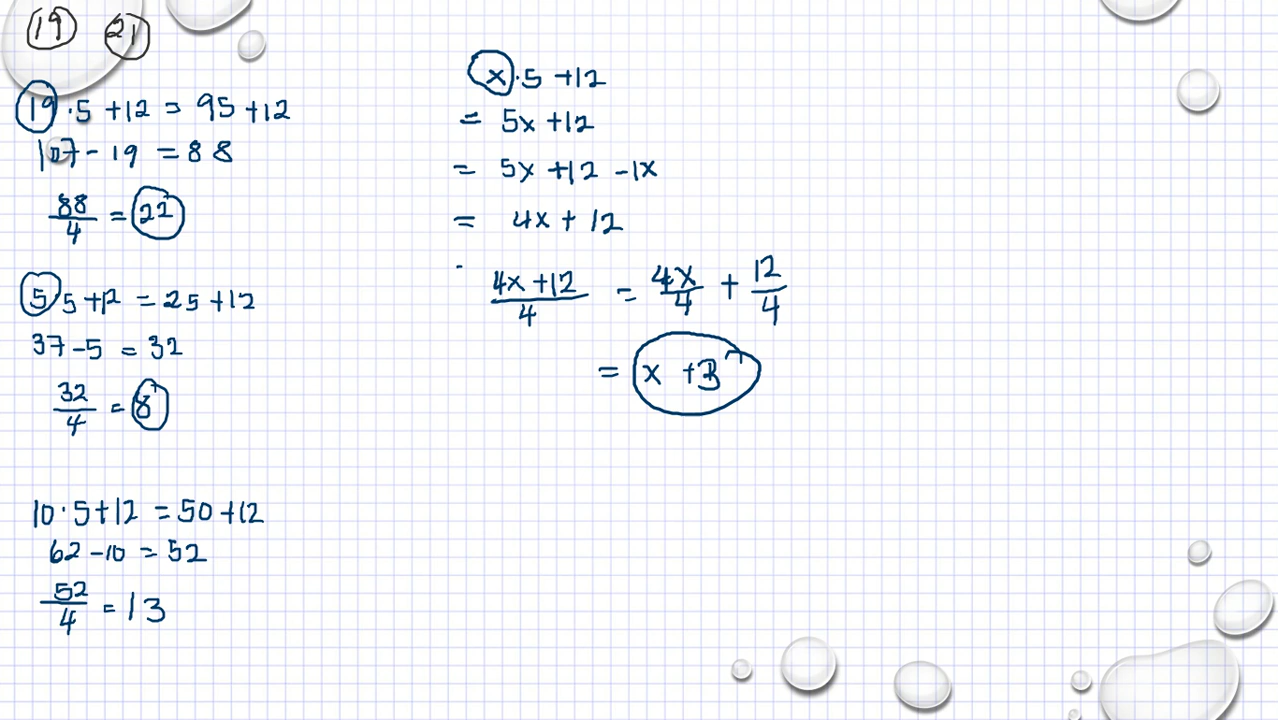 19 21
19 · 5 + 12 = 95 + 12
107 - 19 = 88
88/4 = 22
5 5 + 12 = 25 + 12
37 - 5 = 32
32/4 = 8
10 · 5 + 12 = 50 + 12
62 - 10 = 52
52/4 = 13
x · 5 + 12
= 5x + 12
= 5x + 12 - 1x
= 4x + 12
4x + 12/4 = 4x/4 + 12/4
= x + 3